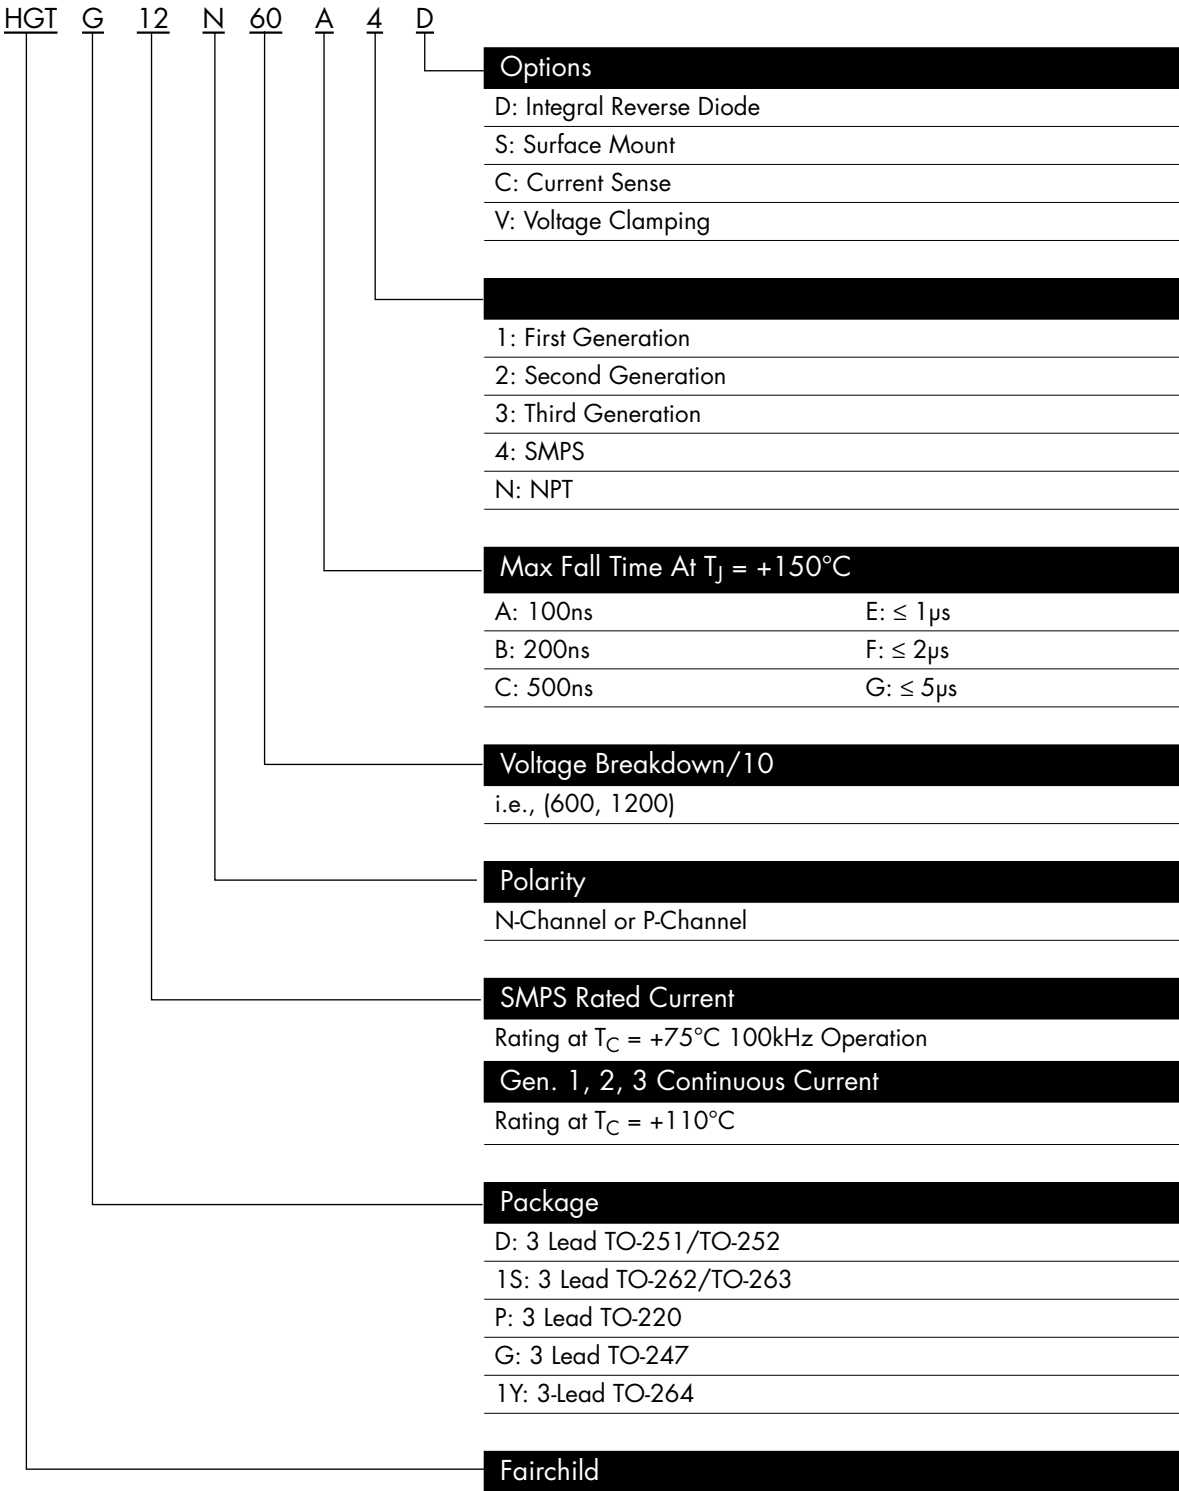 HGT G 12 N 60 A 4 D
Options
D: Integral Reverse Diode
S: Surface Mount
C: Current Sense
V: Voltage Clamping
1: First Generation
2: Second Generation
3: Third Generation
4: SMPS
N: NPT
Max Fall Time At TJ = +150°C
A: 100ns E: ≤ 1µs
B: 200ns F: ≤ 2µs
C: 500ns G: ≤ 5µs
Voltage Breakdown/10
i.e., (600, 1200)
Polarity
N-Channel or P-Channel
SMPS Rated Current
Rating at TC = +75°C 100kHz Operation
Gen. 1, 2, 3 Continuous Current
Rating at TC = +110°C
Package
D: 3 Lead TO-251/TO-252
1S: 3 Lead TO-262/TO-263
P: 3 Lead TO-220
G: 3 Lead TO-247
1Y: 3-Lead TO-264
Fairchild